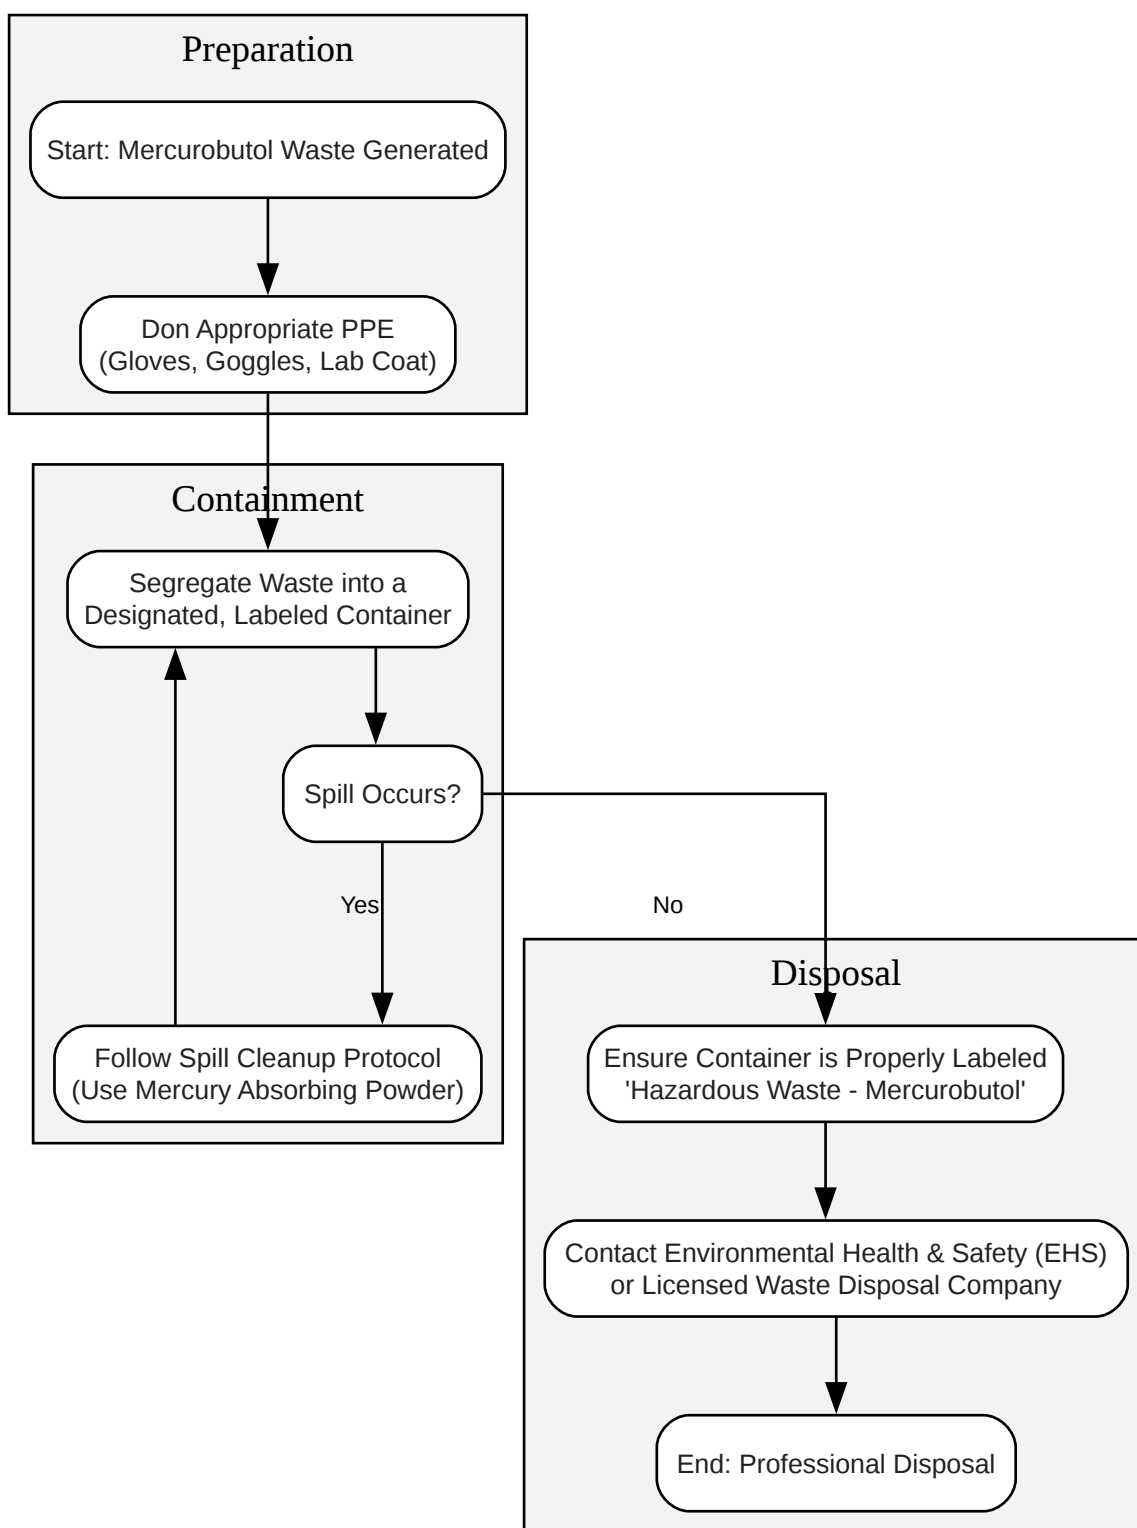 Preparation
Start: Mercurobutol Waste Generated
Don Appropriate PPE
(Gloves, Goggles, Lab Coat)
Containment
Segregate Waste into a
Designated, Labeled Container
Spill Occurs?
Yes
No
Follow Spill Cleanup Protocol
(Use Mercury Absorbing Powder)
Disposal
Ensure Container is Properly Labeled
'Hazardous Waste - Mercurobutol'
Contact Environmental Health & Safety (EHS)
or Licensed Waste Disposal Company
End: Professional Disposal